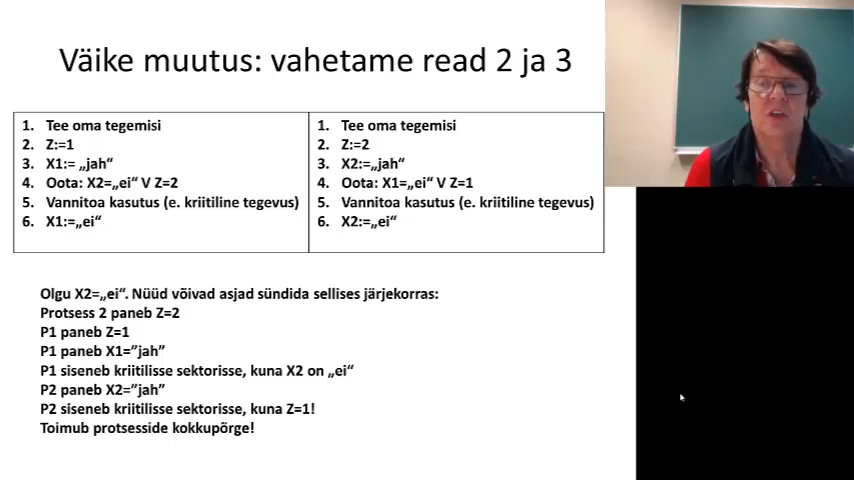 Väike muutus: vahetame read 2 ja 3
1. Tee oma tegemisi
2. Z:=1
3. X1:= „jah“
4. Oota: X2=„ei“ V Z=2
5. Vannitoa kasutus (e. kriitiline tegevus)
6. X1:=„ei“
1. Tee oma tegemisi
2. Z:=2
3. X2:=„jah“
4. Oota: X1=„ei“ V Z=1
5. Vannitoa kasutus (e. kriitiline tegevus)
6. X2:=„ei“
Olgu X2=„ei“. Nüüd võivad asjad sündida sellises järjekorras:
Protsess 2 paneb Z=2
P1 paneb Z=1
P1 paneb X1=”jah”
P1 siseneb kriitilisse sektorisse, kuna X2 on „ei“
P2 paneb X2=”jah”
P2 siseneb kriitilisse sektorisse, kuna Z=1!
Toimub protsesside kokkupõrge!